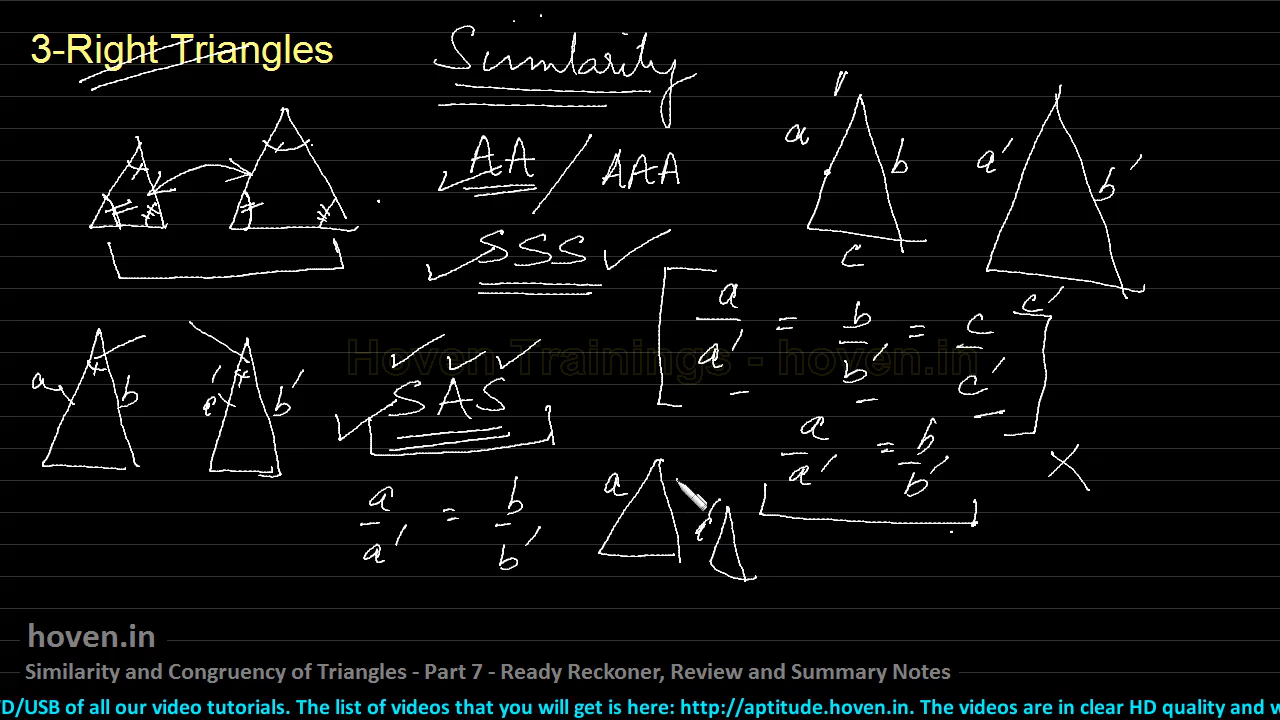 3-Right Triangles
Similarity
AA / AAA
SSS
SAS
a b c
a' b' c'
a/a' = b/b' = c/c'
a/a' = b/b'
a b
a' b'
a/a' = b/b'
a
a'
Hoven Trainings - hoven.in
hoven.in
Similarity and Congruency of Triangles - Part 7 - Ready Reckoner, Review and Summary Notes
D/USB of all our video tutorials. The list of videos that you will get is here: http://aptitude.hoven.in. The videos are in clear HD quality and w